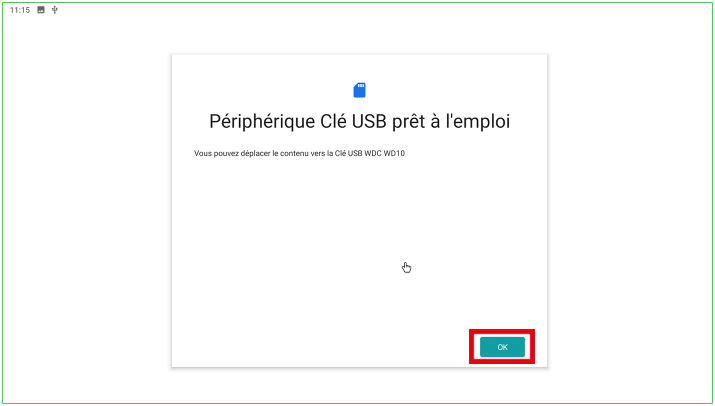 11:15
Périphérique Clé USB prêt à l'emploi
Vous pouvez déplacer le contenu vers la Clé USB WDC WD10
OK